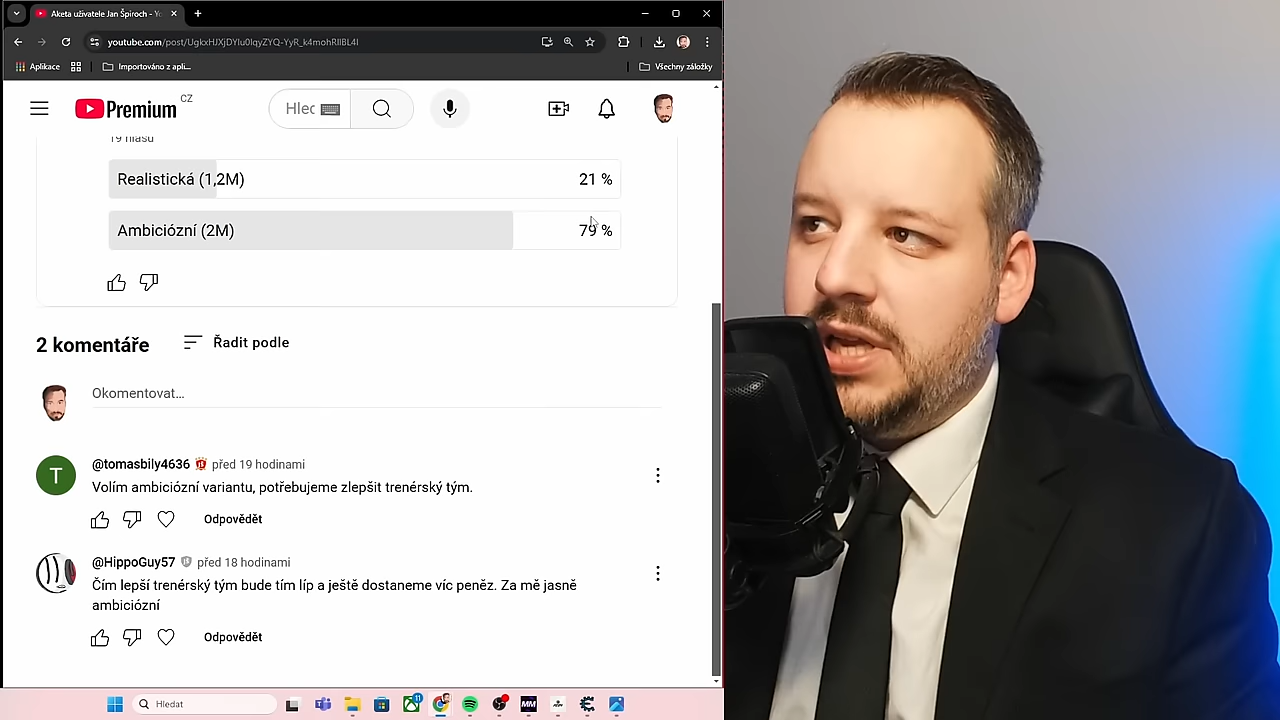 Aketa uživatele Jan Špiroch - Yo
youtube.com/post/UgkxHJXjDYlu0lqyZYQ-YyR_k4mohRIIBL4I
Aplikace
Importováno z apli...
Všechny záložky
Premium CZ
Hlec
19 hlasů
Realistická (1,2M) 21 %
Ambiciózní (2M) 79 %
2 komentáře
Řadit podle
Okomentovat...
@tomasbily4636 před 19 hodinami
Volím ambiciózní variantu, potřebujeme zlepšit trenérský tým.
Odpovědět
@HippoGuy57 před 18 hodinami
Čím lepší trenérský tým bude tím líp a ještě dostaneme víc peněz. Za mě jasně
ambiciózní
Odpovědět
T
Hledat